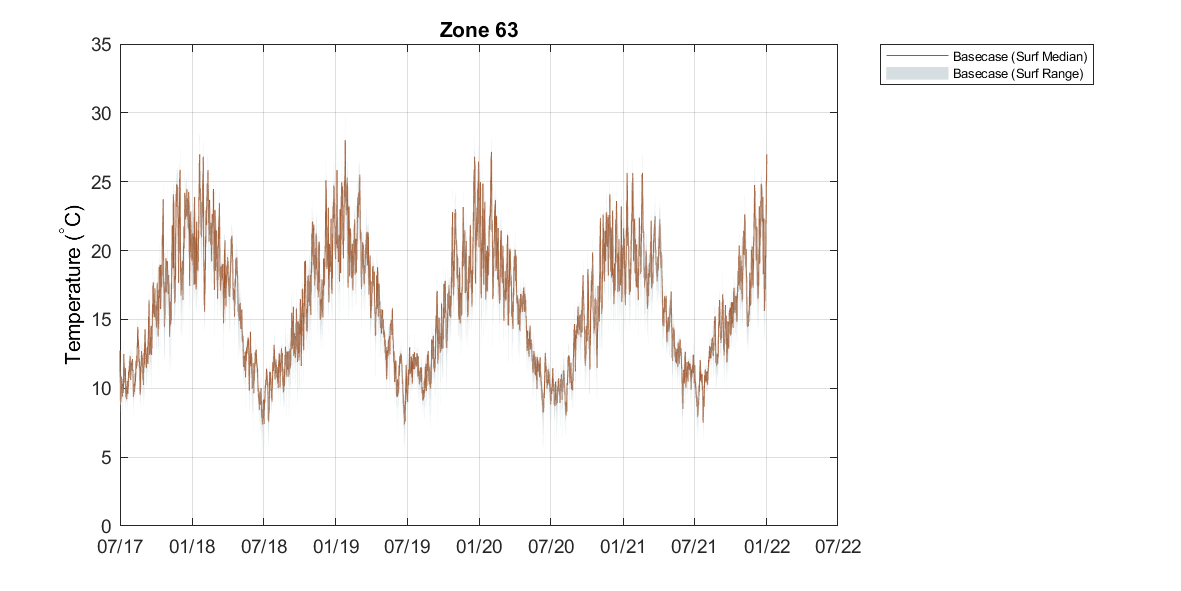 Zone 63
Basecase (Surf Median)
Basecase (Surf Range)
Temperature (°C)
35
30
25
20
15
10
5
0
07/17 01/18 07/18 01/19 07/19 01/20 07/20 01/21 07/21 01/22 07/22